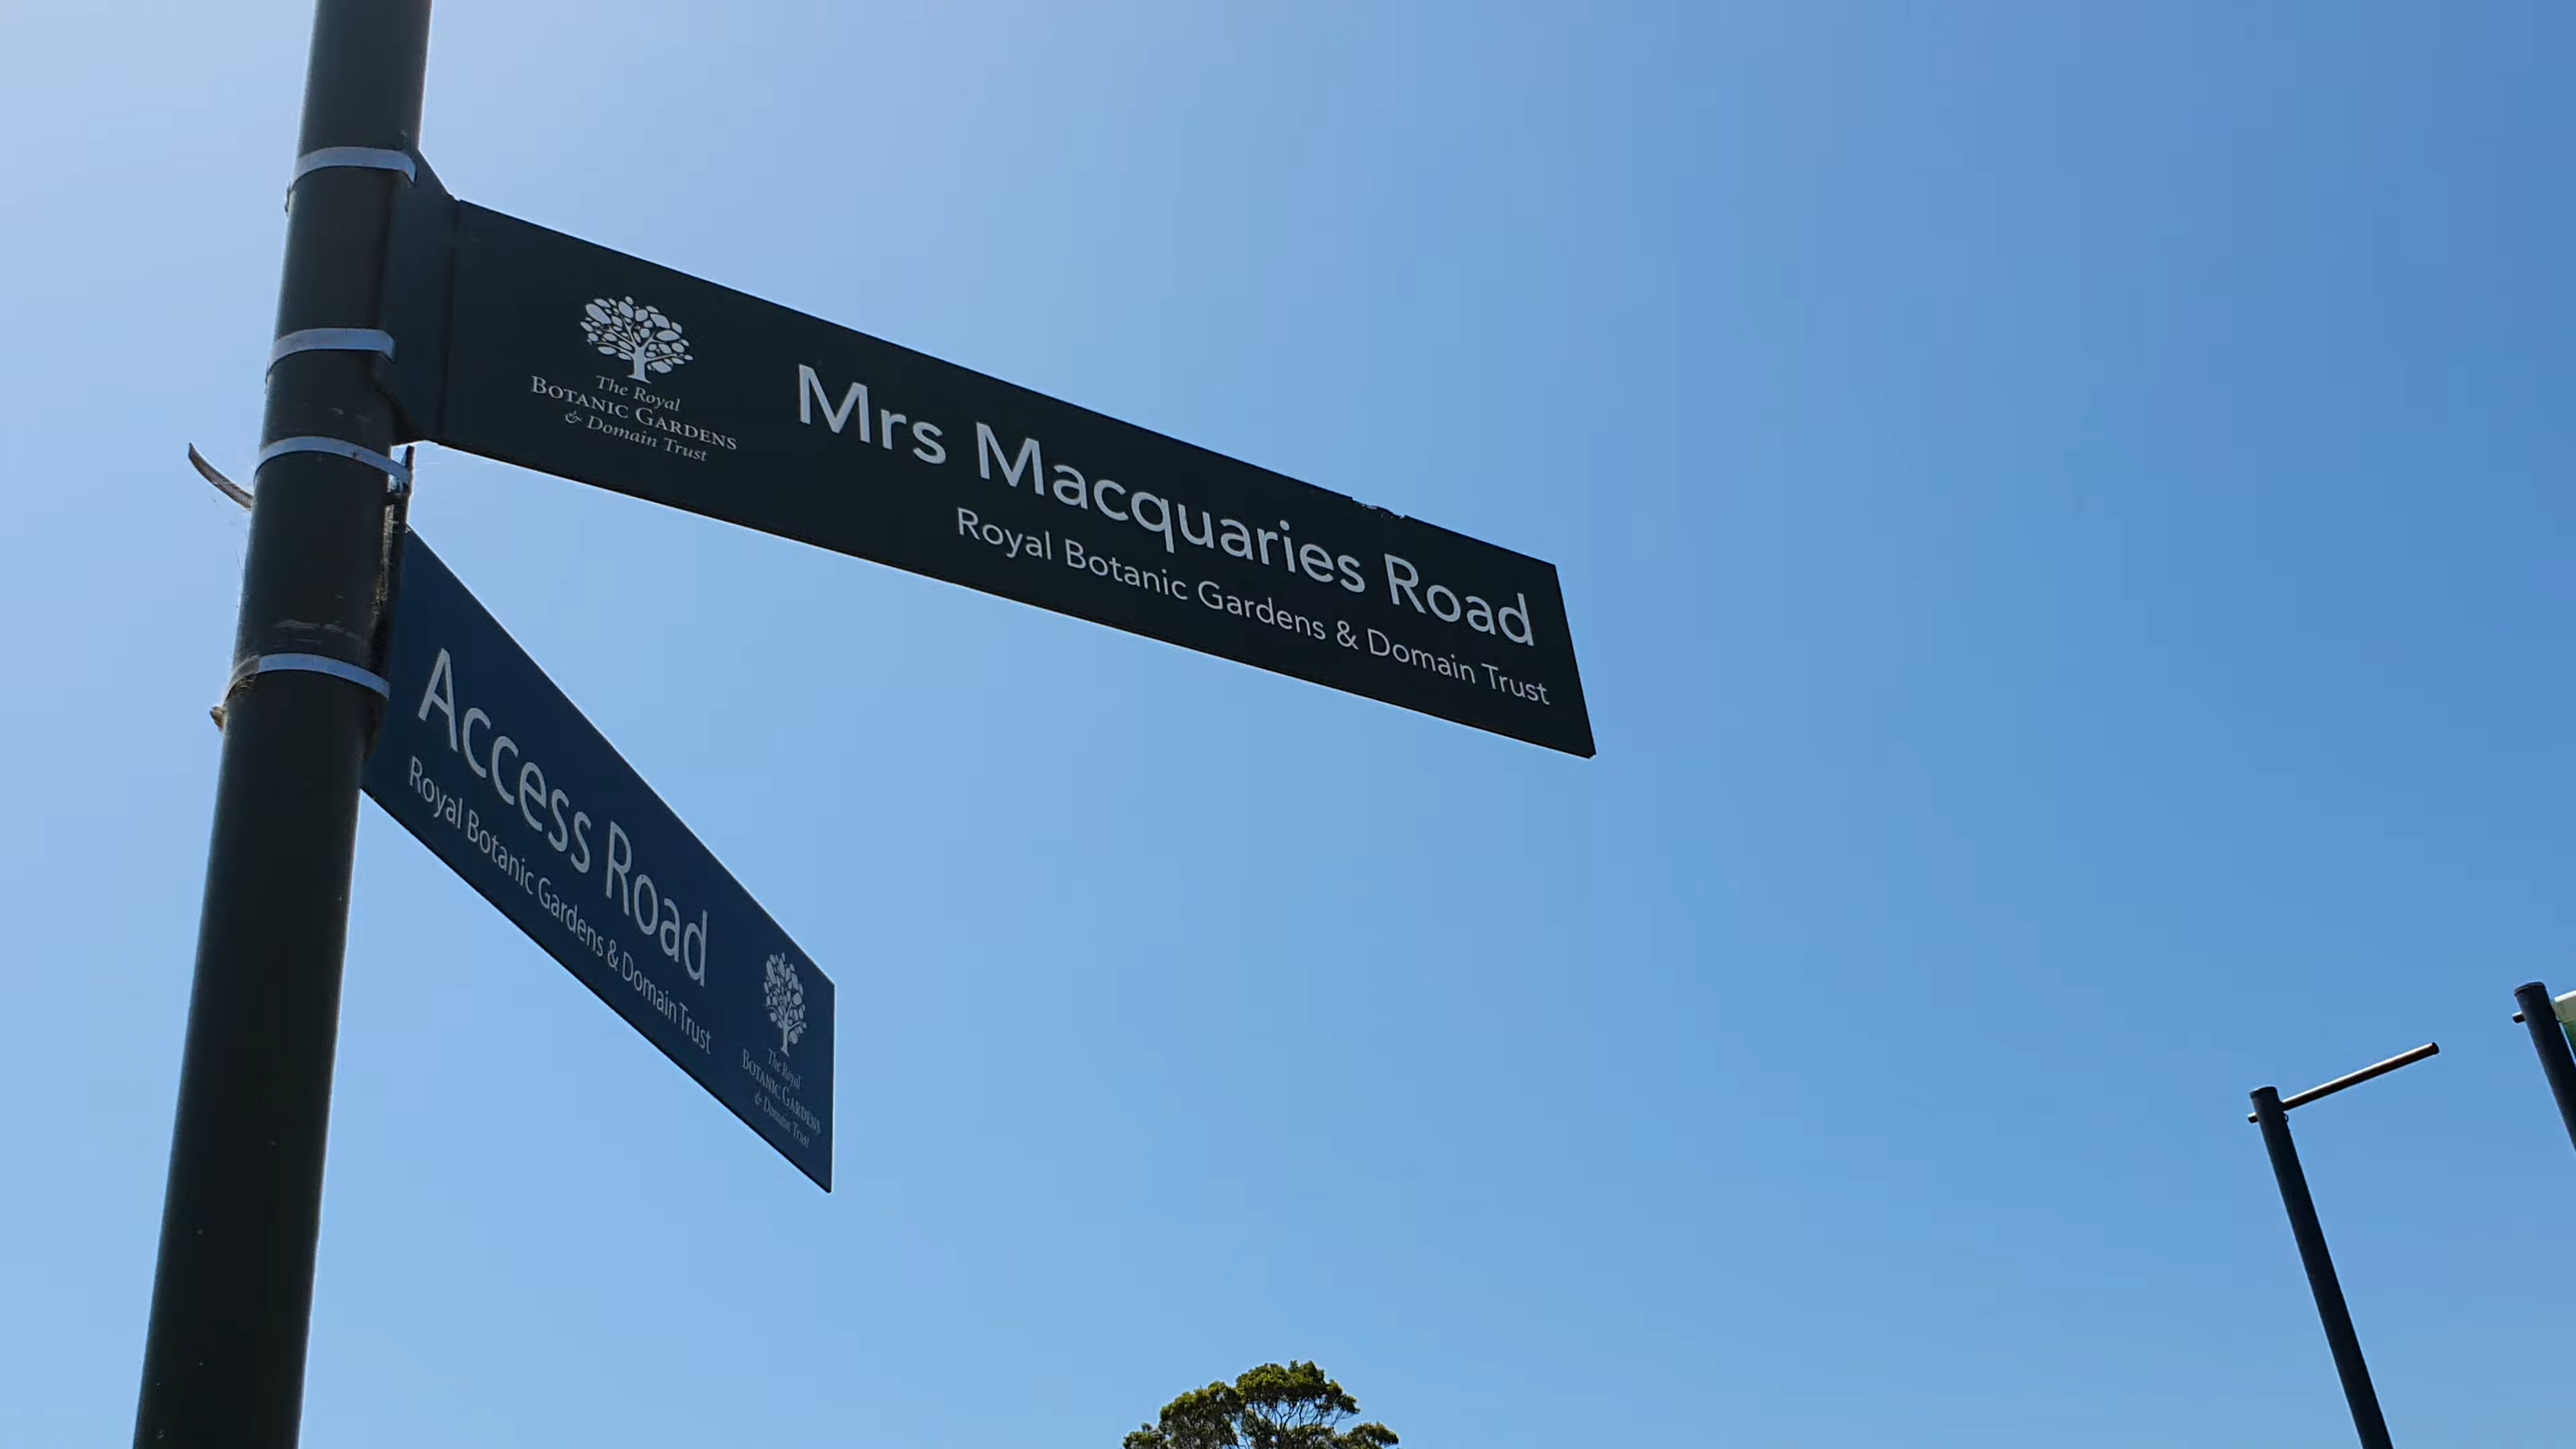 The Royal
BOTANIC GARDENS
& Domain Trust
Mrs Macquaries Road
Royal Botanic Gardens & Domain Trust
Access Road
Royal Botanic Gardens & Domain Trust
The Royal
BOTANIC GARDENS
& Domain Trust